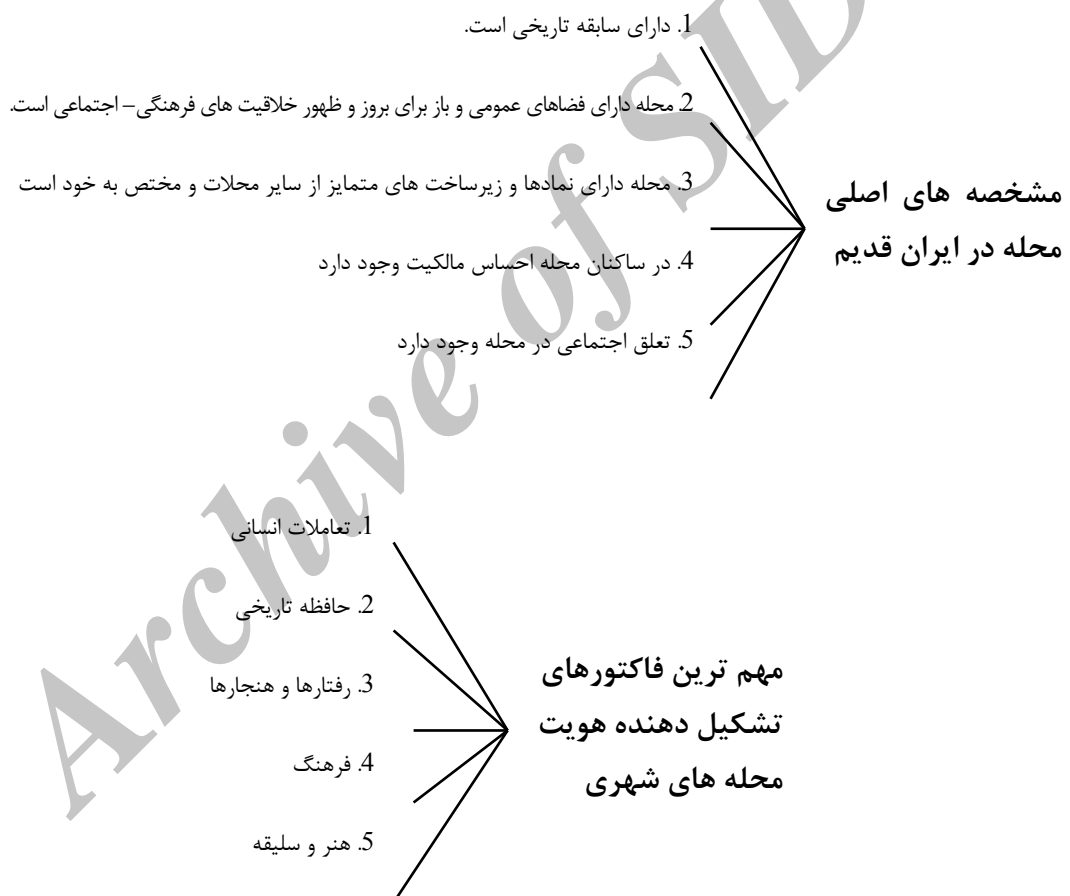 مشخصه های اصلی
محله در ایران قدیم
1. دارای سابقه تاریخی است.
2. محله دارای فضاهای عمومی و باز برای بروز و ظهور خلاقیت های فرهنگی– اجتماعی است.
3. محله دارای نمادها و زیرساخت های متمایز از سایر محلات و مختص به خود است
4. در ساکنان محله احساس مالکیت وجود دارد
5. تعلق اجتماعی در محله وجود دارد
مهم ترین فاکتورهای
تشکیل دهنده هویت
محله های شهری
1. تعاملات انسانی
2. حافظه تاریخی
3. رفتارها و هنجارها
4. فرهنگ
5. هنر و سلیقه
Archive of SID